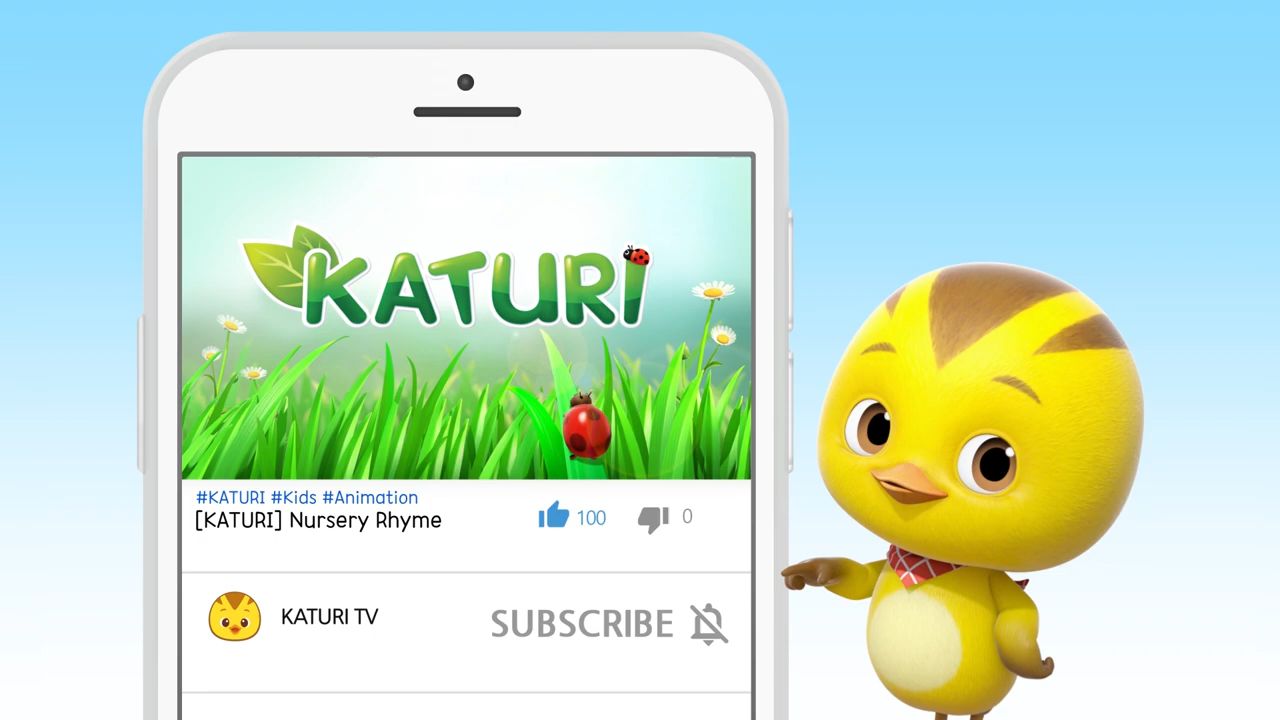 KATURI
#KATURI #Kids #Animation
[KATURI] Nursery Rhyme
100
0
KATURI TV
SUBSCRIBE